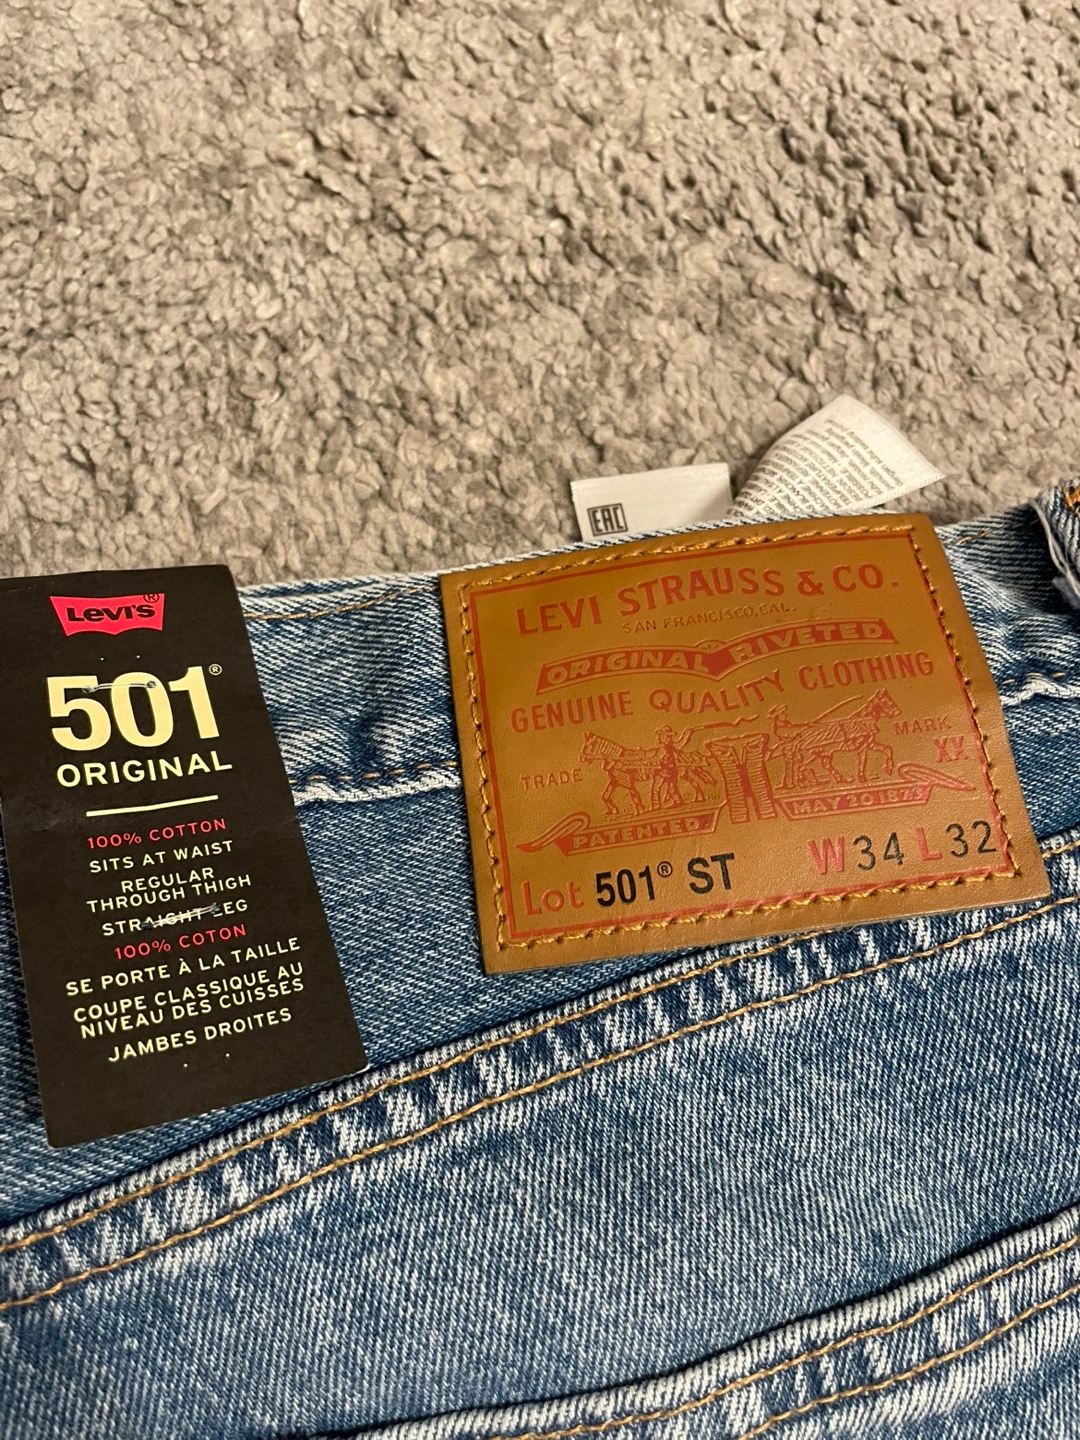 EAC
Levi's®
501®
ORIGINAL
100% COTTON
SITS AT WAIST
REGULAR
THROUGH THIGH
STRAIGHT LEG
100% COTON
SE PORTE À LA TAILLE
COUPE CLASSIQUE AU
NIVEAU DES CUISSES
JAMBES DROITES
LEVI STRAUSS & CO.
SAN FRANCISCO, CAL.
ORIGINAL RIVETED
GENUINE QUALITY CLOTHING
TRADE MARK
XX
PATENTED MAY 20 1873
Lot 501® ST W 34 L 32